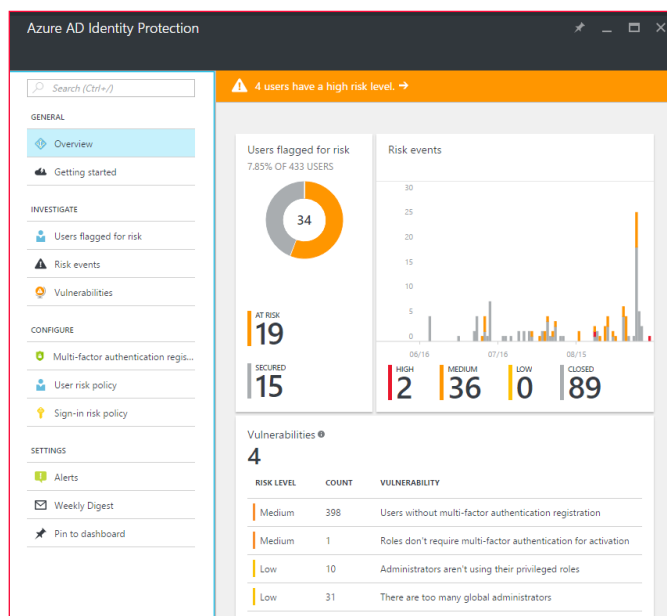 Azure AD Identity Protection
Search (Ctrl+/)
GENERAL
Overview
Getting started
INVESTIGATE
Users flagged for risk
Risk events
Vulnerabilities
CONFIGURE
Multi-factor authentication regis...
User risk policy
Sign-in risk policy
SETTINGS
Alerts
Weekly Digest
Pin to dashboard
4 users have a high risk level. →
Users flagged for risk
7.85% OF 433 USERS
34
AT RISK
19
SECURED
15
Risk events
30
25
20
15
10
5
0
06/16 07/16 08/15
HIGH MEDIUM LOW CLOSED
2 36 0 89
Vulnerabilities
4
RISK LEVEL COUNT VULNERABILITY
Medium 398 Users without multi-factor authentication registration
Medium 1 Roles don't require multi-factor authentication for activation
Low 10 Administrators aren't using their privileged roles
Low 31 There are too many global administrators